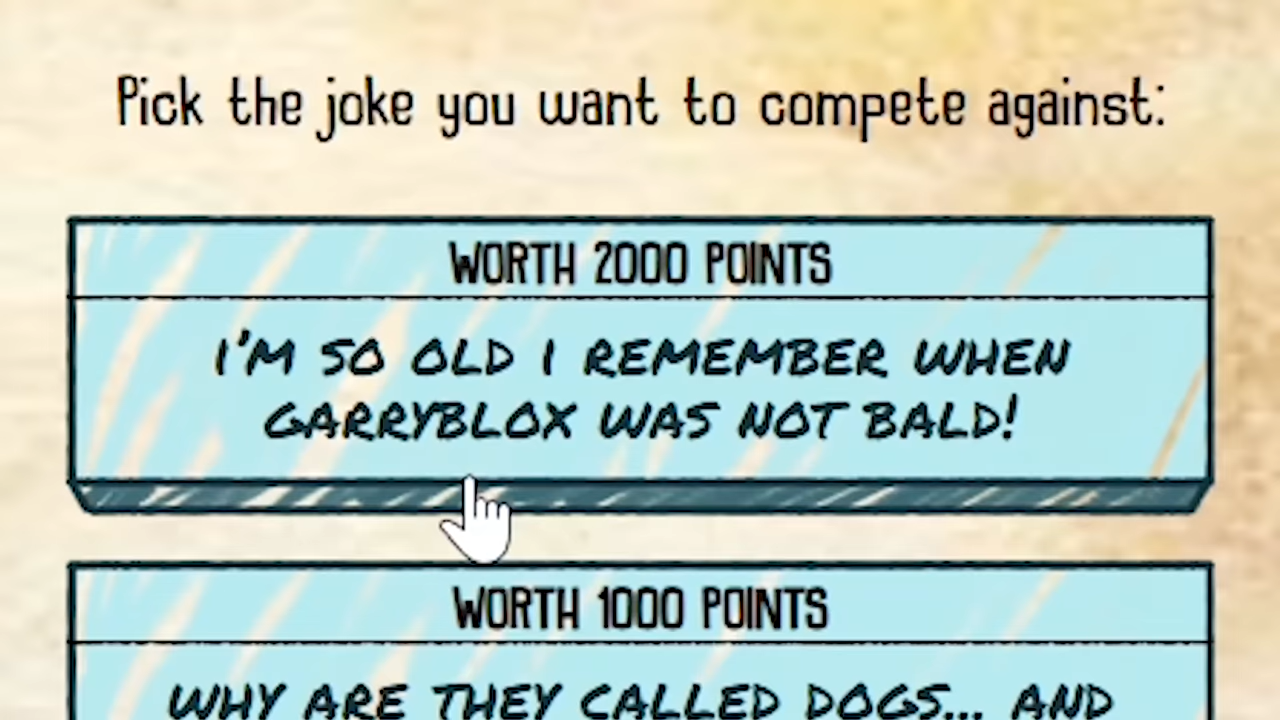 Pick the joke you want to compete against:
WORTH 2000 POINTS
I'M SO OLD I REMEMBER WHEN
GARRYBLOX WAS NOT BALD!
WORTH 1000 POINTS
WHY ARE THEY CALLED DOGS... AND